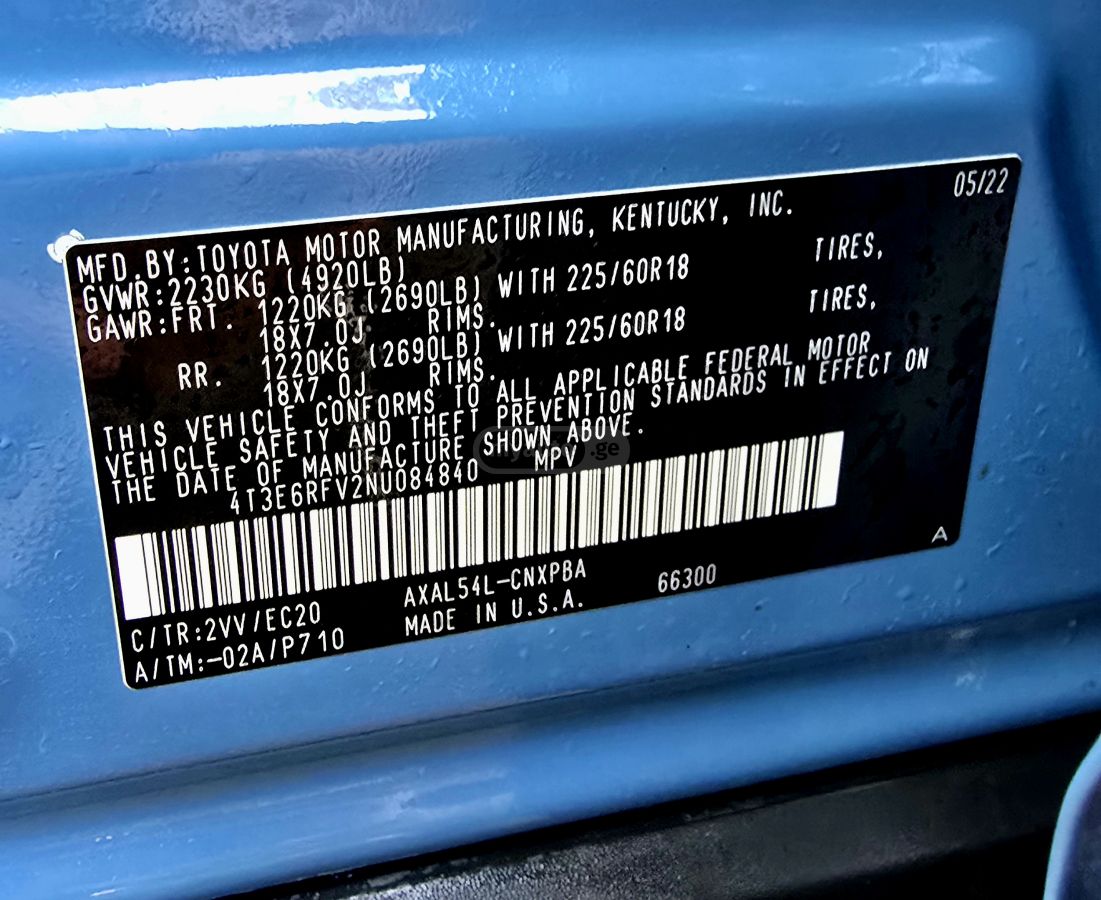 05/22
MFD.BY:TOYOTA MOTOR MANUFACTURING, KENTUCKY, INC.
GVWR:2230KG (4920LB)
GAWR:FRT. 1220KG (2690LB) WITH 225/60R18 TIRES,
18X7.0J RIMS.
RR. 1220KG (2690LB) WITH 225/60R18 TIRES,
18X7.0J RIMS.
THIS VEHICLE CONFORMS TO ALL APPLICABLE FEDERAL MOTOR
VEHICLE SAFETY AND THEFT PREVENTION STANDARDS IN EFFECT ON
THE DATE OF MANUFACTURE SHOWN ABOVE.
4T3E6RFV2NU084840 MPV
A
C/TR:2VV/EC20 AXAL54L-CNXPBA 66300
A/TM:-02A/P710 MADE IN U.S.A.